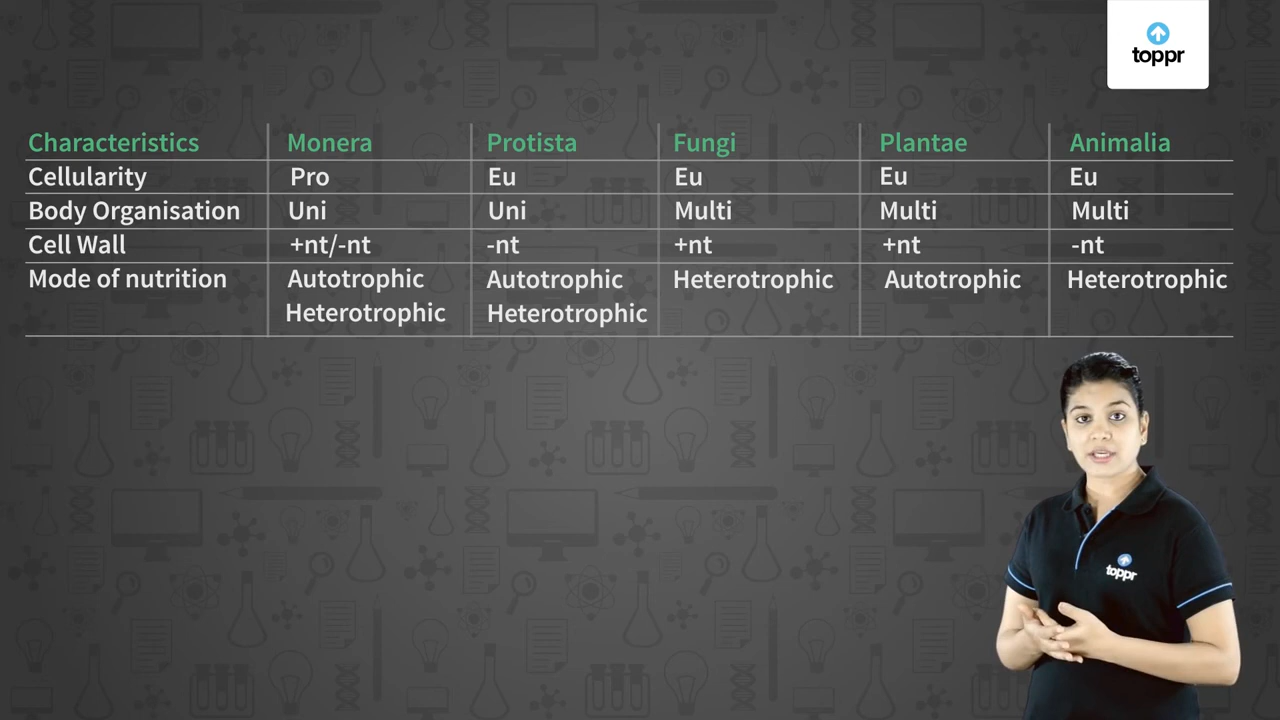 toppr
Characteristics Monera Protista Fungi Plantae Animalia
Cellularity Pro Eu Eu Eu Eu
Body Organisation Uni Uni Multi Multi Multi
Cell Wall +nt/-nt -nt +nt +nt -nt
Mode of nutrition Autotrophic Autotrophic Heterotrophic Autotrophic Heterotrophic
Heterotrophic Heterotrophic
toppr